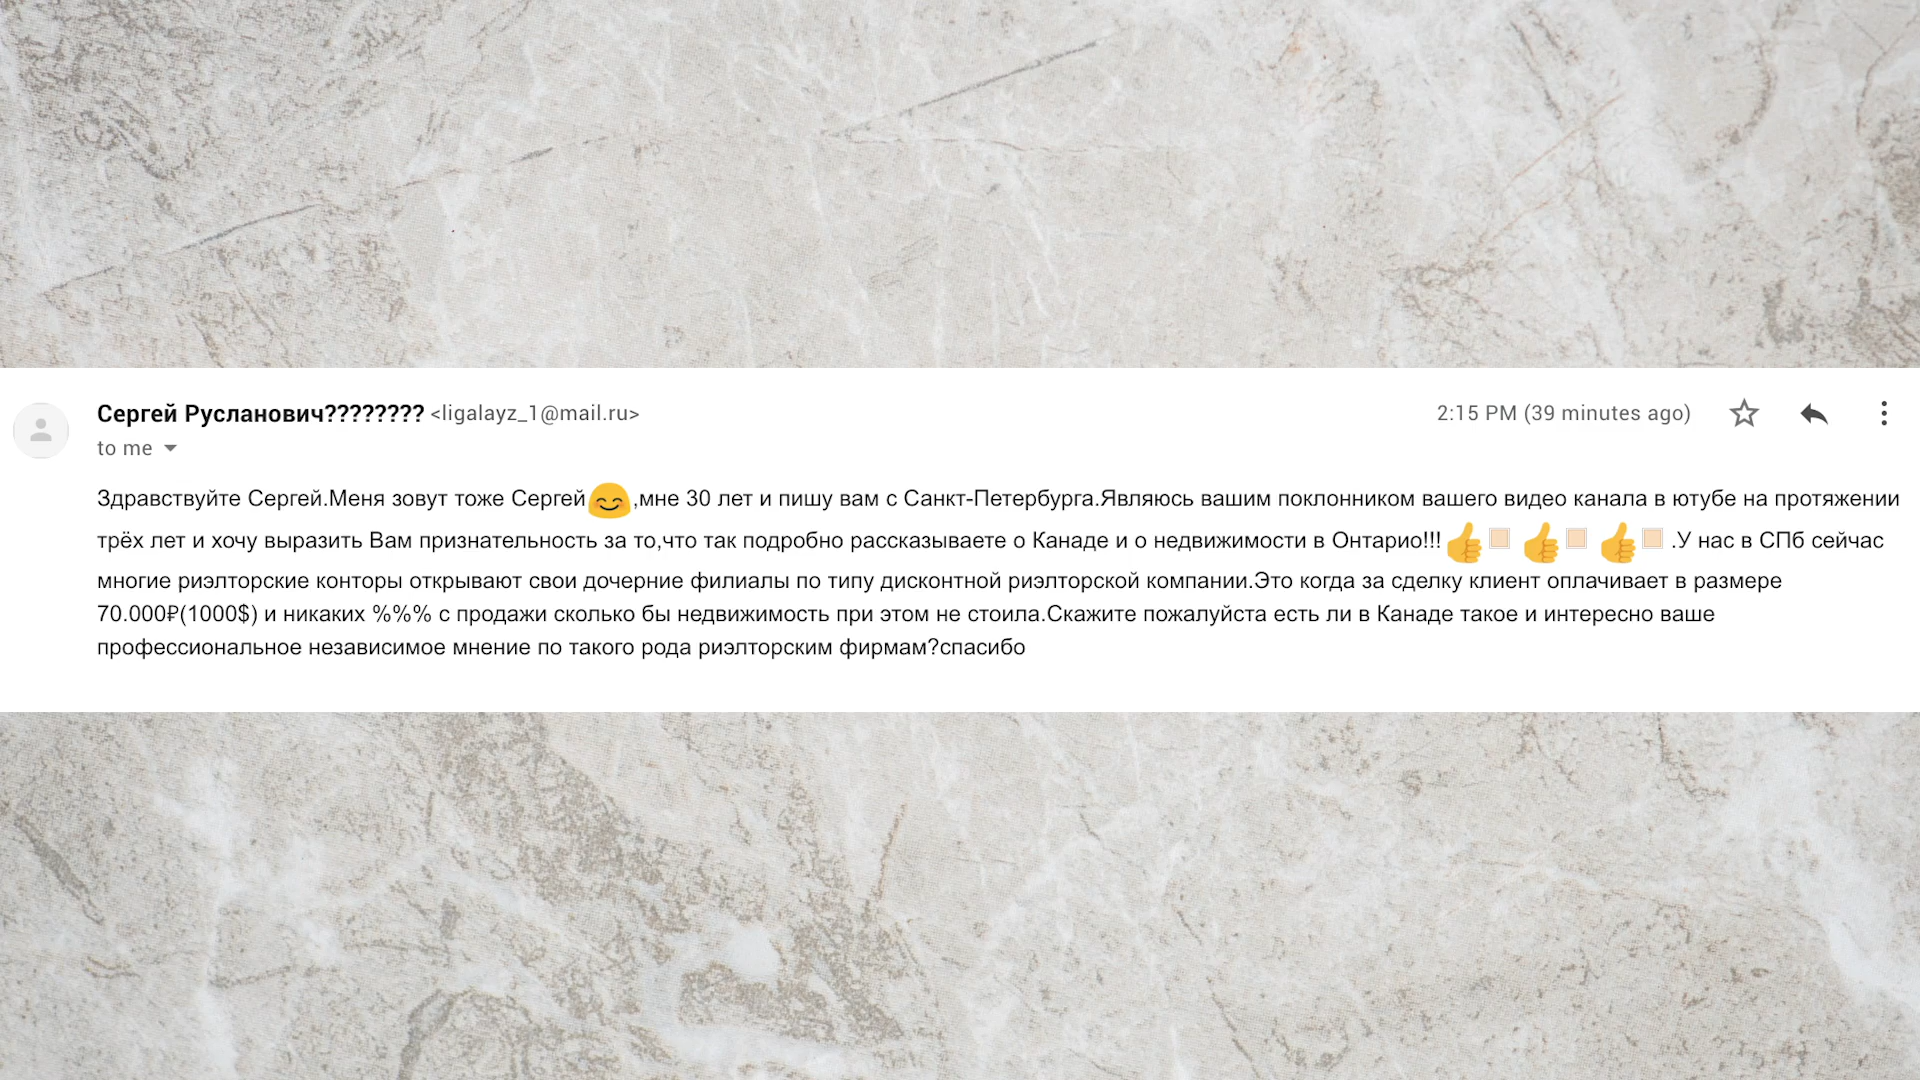 Сергей Русланович???????? <ligalayz_1@mail.ru>
2:15 PM (39 minutes ago)
to me
Здравствуйте Сергей.Меня зовут тоже Сергей😊,мне 30 лет и пишу вам с Санкт-Петербурга.Являюсь вашим поклонником вашего видео канала в ютубе на протяжении
трёх лет и хочу выразить Вам признательность за то,что так подробно рассказываете о Канаде и о недвижимости в Онтарио!!!👍🏻 👍🏻 👍🏻 .У нас в СПб сейчас
многие риэлторские конторы открывают свои дочерние филиалы по типу дисконтной риэлторской компании.Это когда за сделку клиент оплачивает в размере
70.000₽(1000$) и никаких %%% с продажи сколько бы недвижимость при этом не стоила.Скажите пожалуйста есть ли в Канаде такое и интересно ваше
профессиональное независимое мнение по такого рода риэлторским фирмам?спасибо